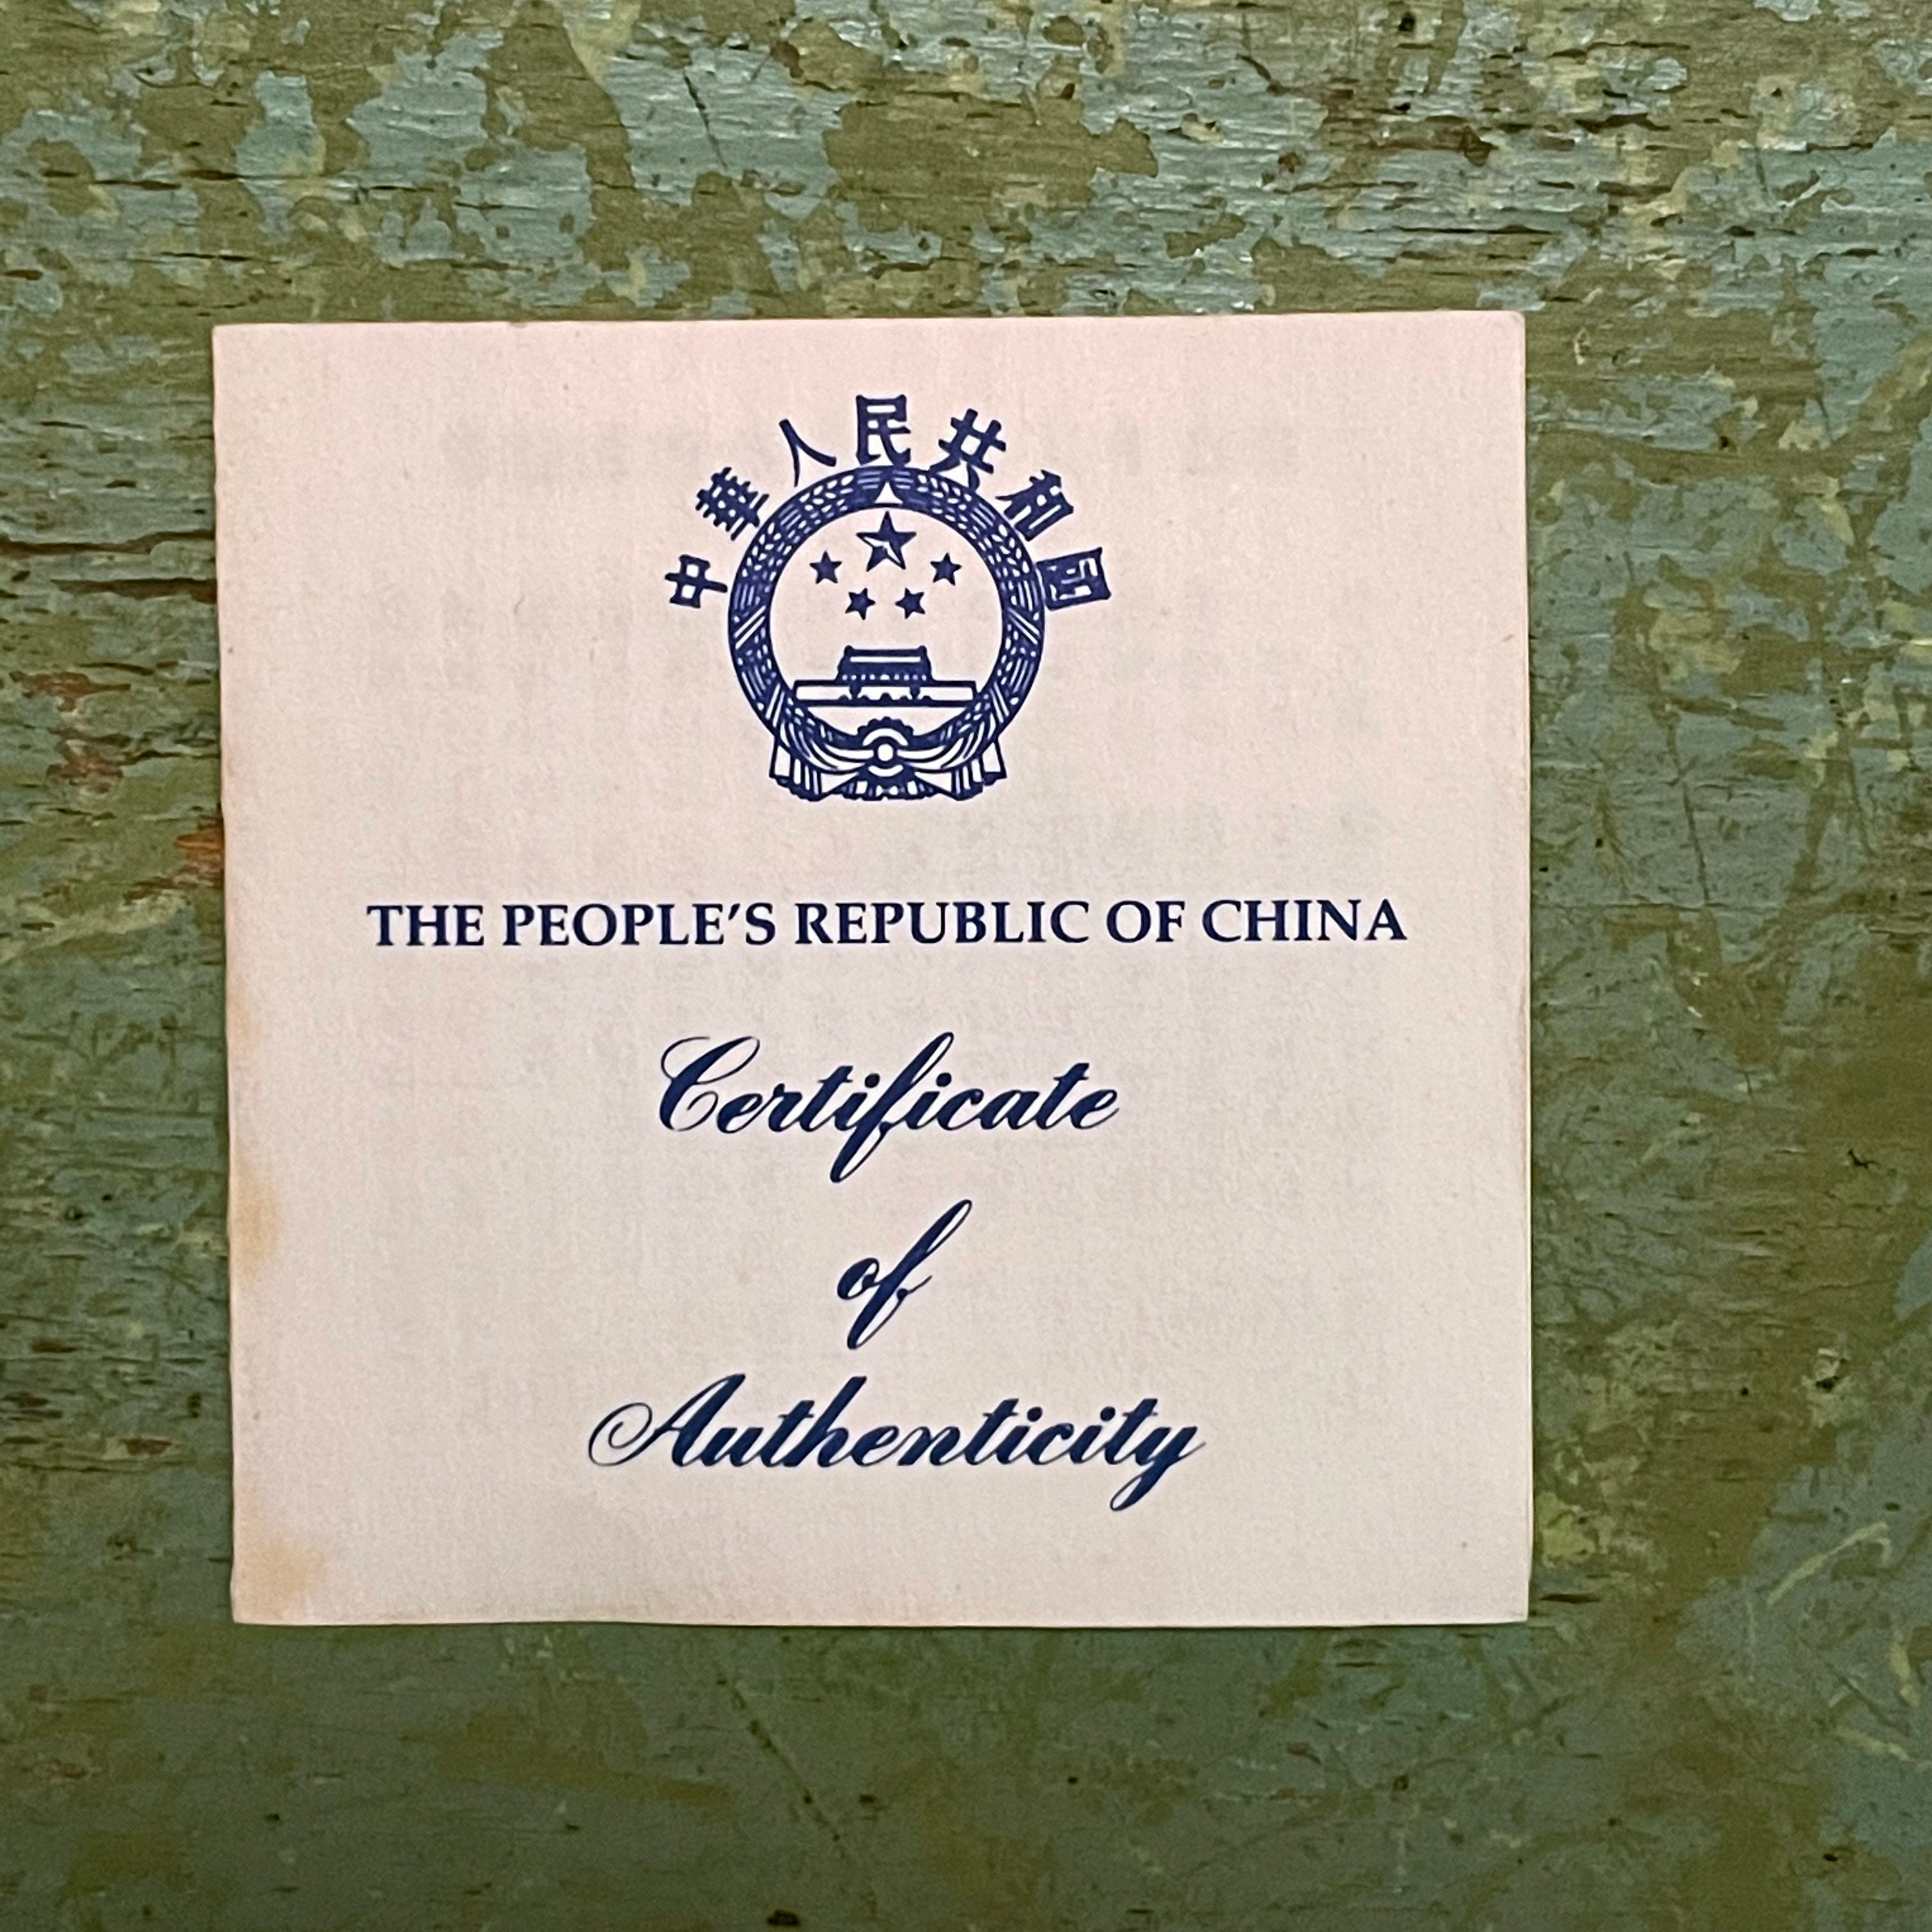 中華人民共和國
THE PEOPLE'S REPUBLIC OF CHINA
Certificate
of
Authenticity